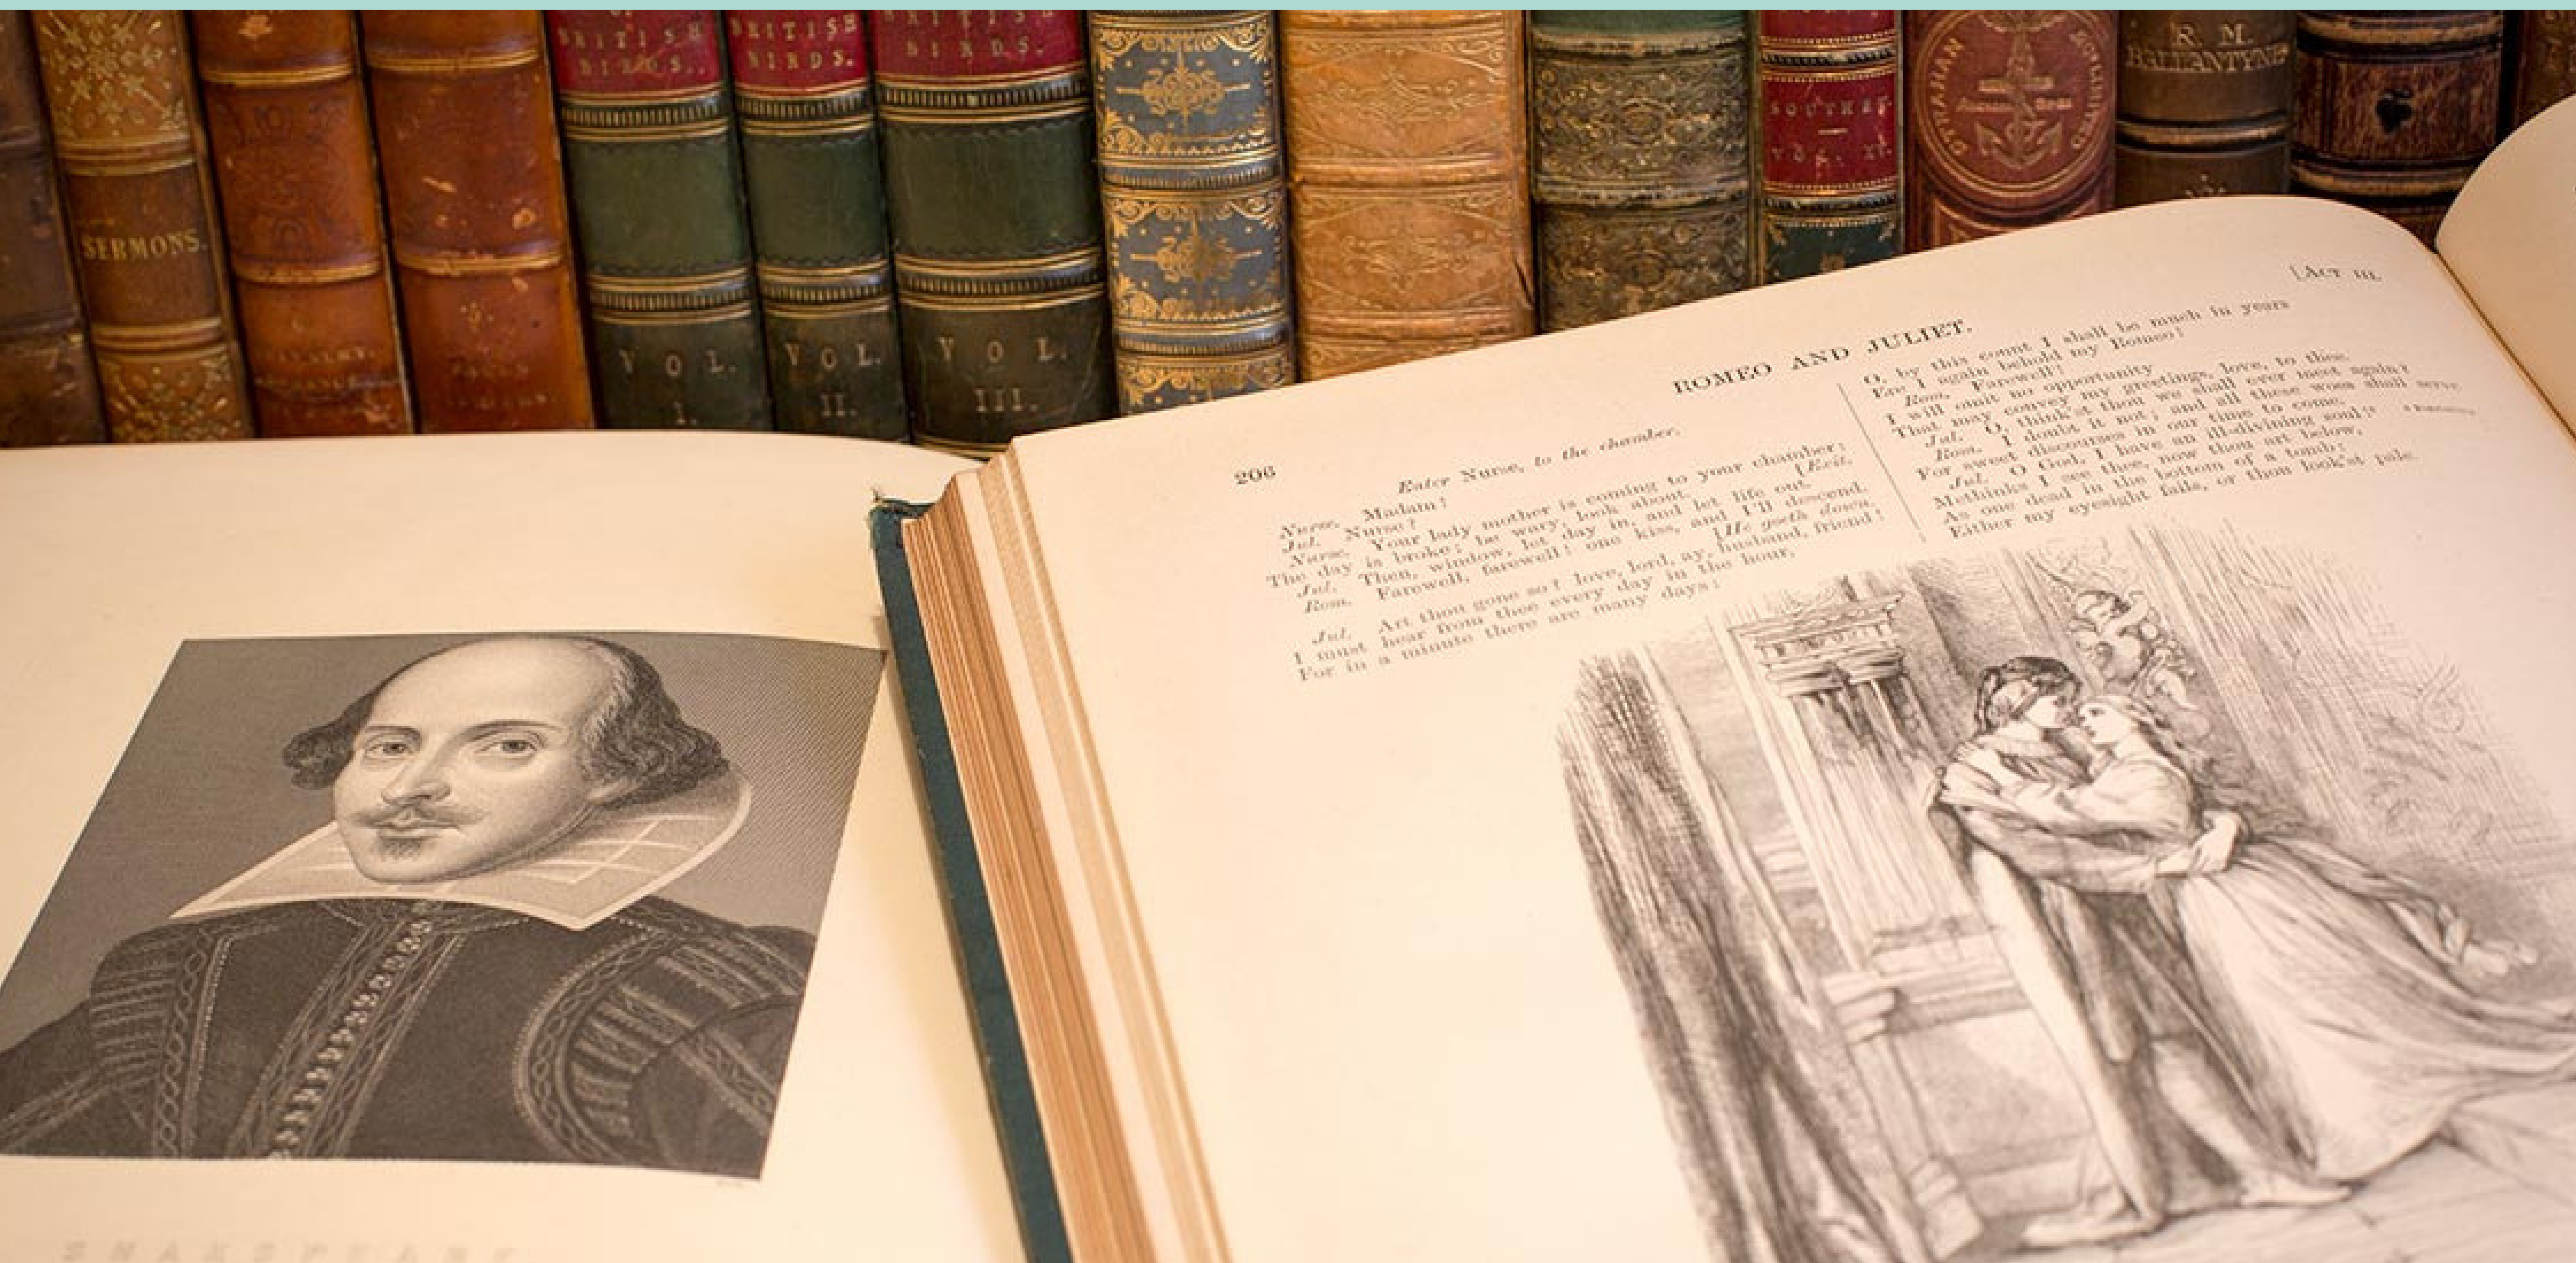 BRITISH
BIRDS.
BRITISH
BIRDS.
BRITISH
BIRDS.
SOUTHEY.
VOL. XI.
STRAHAN
R. M.
BALLANTYNE
SERMONS.
VOL.
I.
VOL.
II.
VOL.
III.
206
ROMEO AND JULIET.
[ACT III.
Enter Nurse, to the chamber.
Nurse. Madam!
Jul. Nurse?
Nurse. Your lady mother is coming to your chamber:
The day is broke; be wary, look about. [Exit.
Jul. Then, window, let day in, and let life out.
Rom. Farewell, farewell! one kiss, and I'll descend.
[He goeth down.
Jul. Art thou gone so? love, lord, ay, husband, friend!
I must hear from thee every day in the hour,
For in a minute there are many days:
O, by this count I shall be much in years
Ere I again behold my Romeo!
Rom. Farewell!
I will omit no opportunity
That may convey my greetings, love, to thee.
Jul. O, think'st thou we shall ever meet again?
Rom. I doubt it not; and all these woes shall serve
For sweet discourses in our time to come.
Jul. O God, I have an ill-divining soul!
Methinks I see thee, now thou art below,
As one dead in the bottom of a tomb:
Either my eyesight fails, or thou look'st pale.
SHAKSPEARE